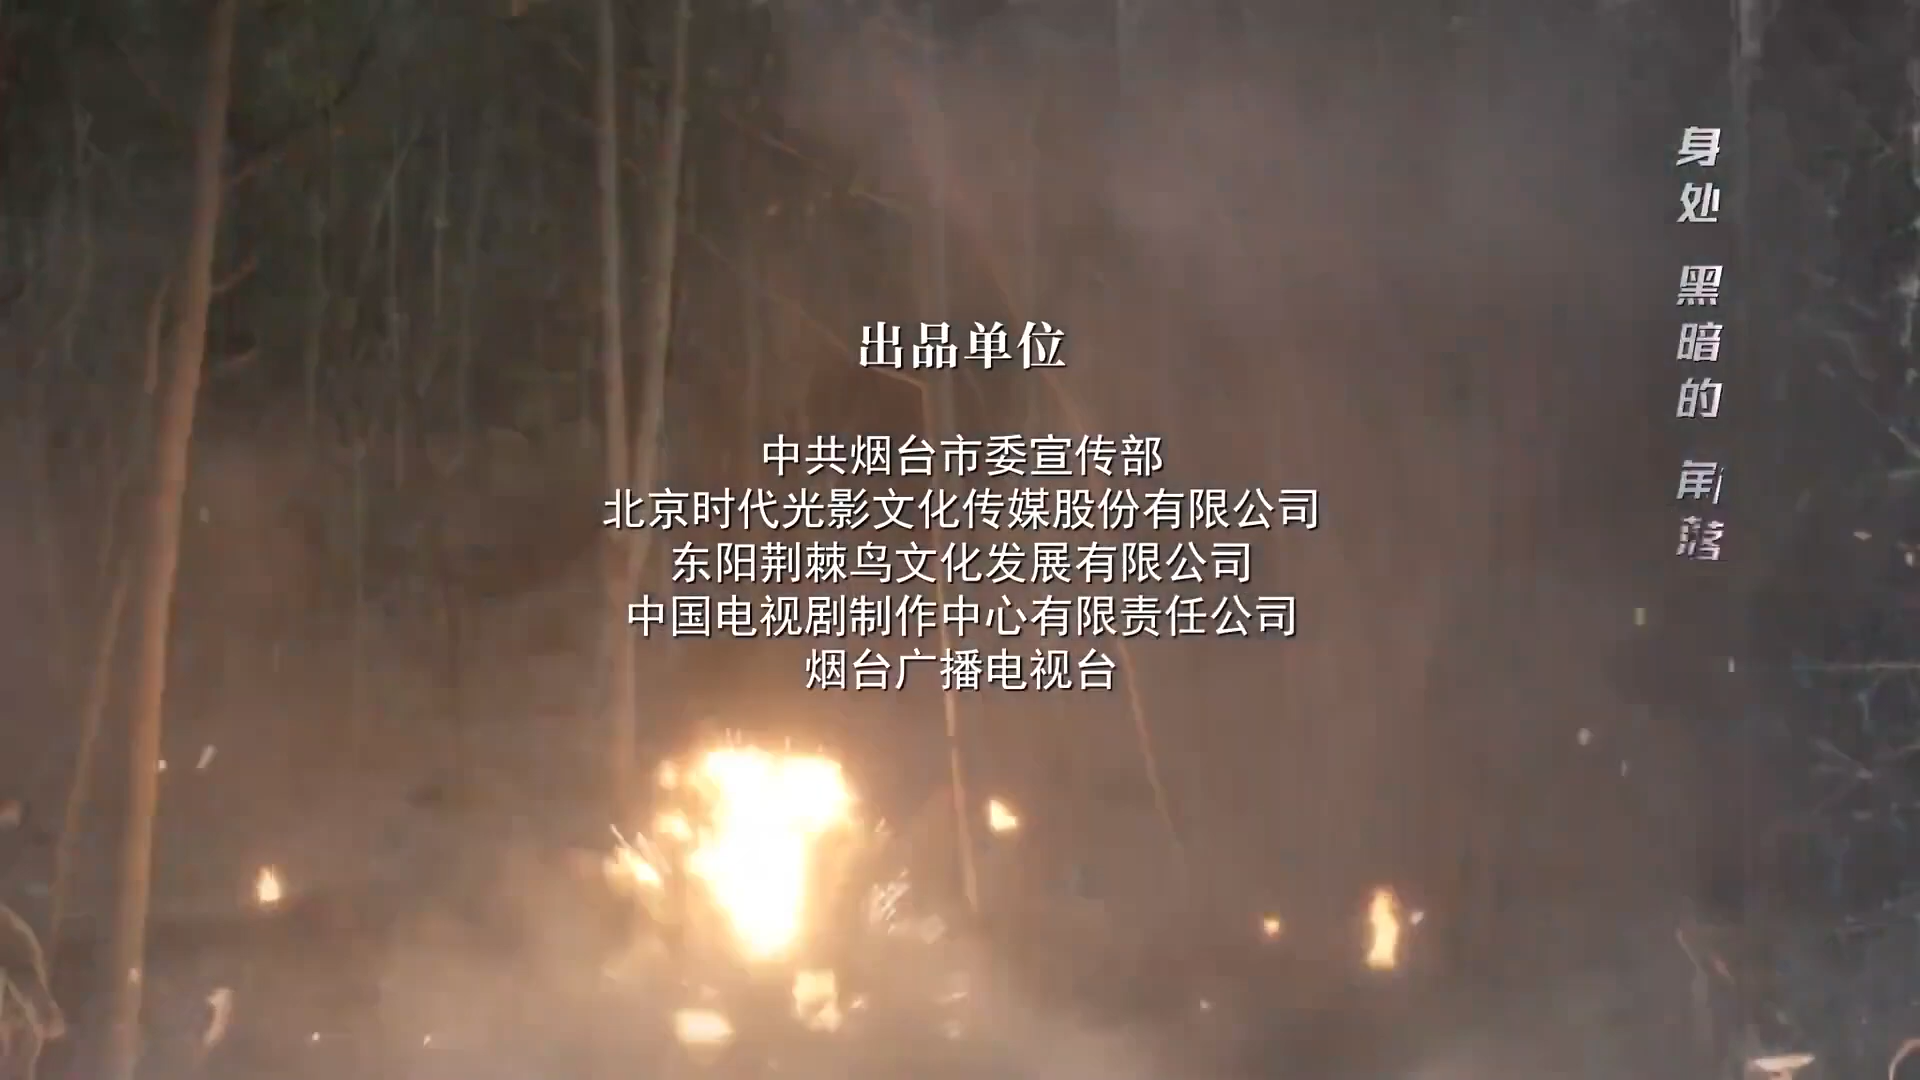 出品单位
中共烟台市委宣传部
北京时代光影文化传媒股份有限公司
东阳荆棘鸟文化发展有限公司
中国电视剧制作中心有限责任公司
烟台广播电视台
身处 黑暗的 角落